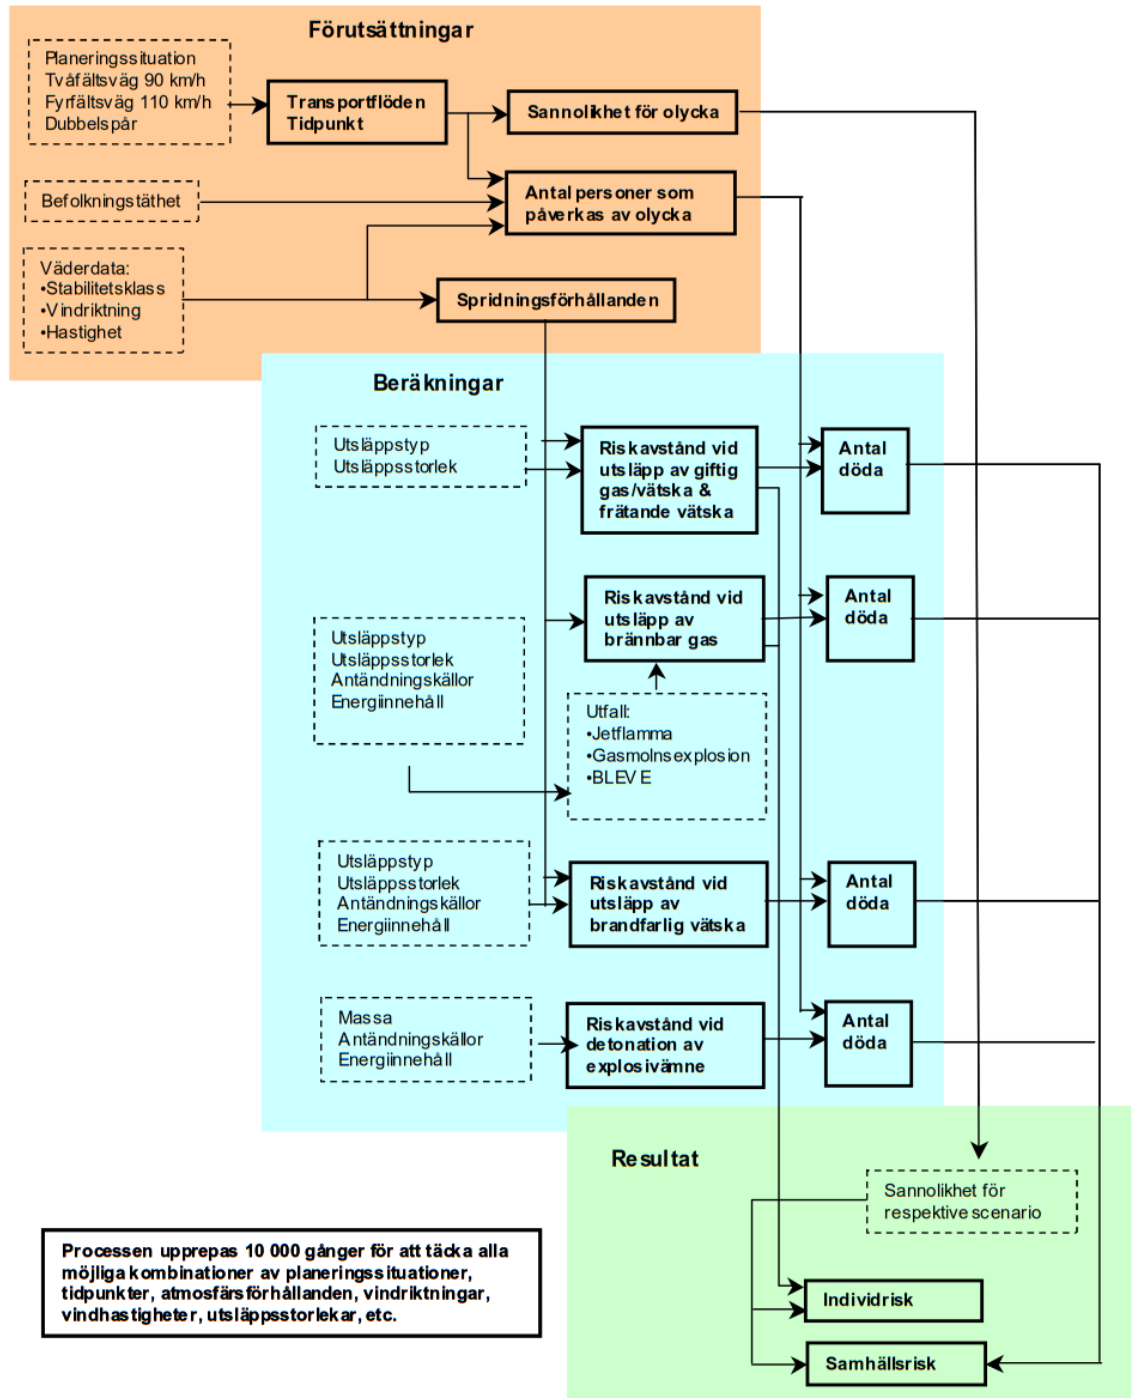 Förutsättningar
Planeringssituation
Tvåfältsväg 90 km/h
Fyrfältsväg 110 km/h
Dubbelspår
Transportflöden
Tidpunkt
Sannolikhet för olycka
Befolkningstäthet
Antal personer som
påverkas av olycka
Väderdata:
•Stabilitetsklass
•Vindriktning
•Hastighet
Spridningsförhållanden
Beräkningar
Utsläppstyp
Utsläppsstorlek
Riskavstånd vid
utsläpp av giftig
gas/vätska &
frätande vätska
Antal
döda
Utsläppstyp
Utsläppsstorlek
Antändningskällor
Energiinnehåll
Riskavstånd vid
utsläpp av
brännbar gas
Antal
döda
Utfall:
•Jetflamma
•Gasmolnsexplosion
•BLEVE
Utsläppstyp
Utsläppsstorlek
Antändningskällor
Energiinnehåll
Riskavstånd vid
utsläpp av
brandfarlig vätska
Antal
döda
Massa
Antändningskällor
Energiinnehåll
Riskavstånd vid
detonation av
explosivämne
Antal
döda
Resultat
Sannolikhet för
respektive scenario
Processen upprepas 10 000 gånger för att täcka alla
möjliga kombinationer av planeringssituationer,
tidpunkter, atmosfärsförhållanden, vindriktningar,
vindhastigheter, utsläppsstorlekar, etc.
Individrisk
Samhällsrisk